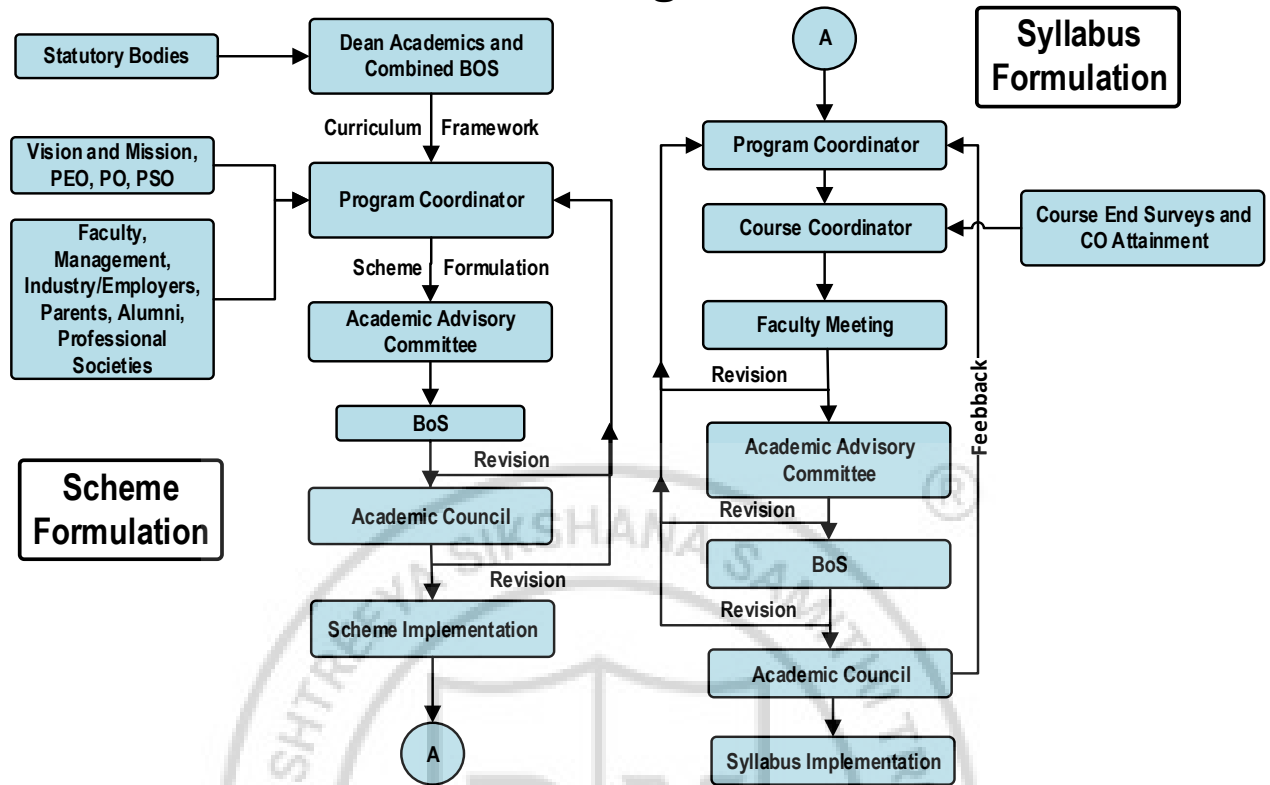 Statutory Bodies
Dean Academics and
Combined BOS
Curriculum Framework
Vision and Mission,
PEO, PO, PSO
Program Coordinator
Faculty,
Management,
Industry/Employers,
Parents, Alumni,
Professional
Societies
Scheme Formulation
Academic Advisory
Committee
BoS
Revision
Scheme
Formulation
Academic Council
Revision
Scheme Implementation
A
A
Syllabus
Formulation
Program Coordinator
Course Coordinator
Course End Surveys and
CO Attainment
Faculty Meeting
Revision
Feebback
Academic Advisory
Committee
Revision
BoS
Revision
Academic Council
Syllabus Implementation
SHTREEYA SIKSHANA SAMITHI
®